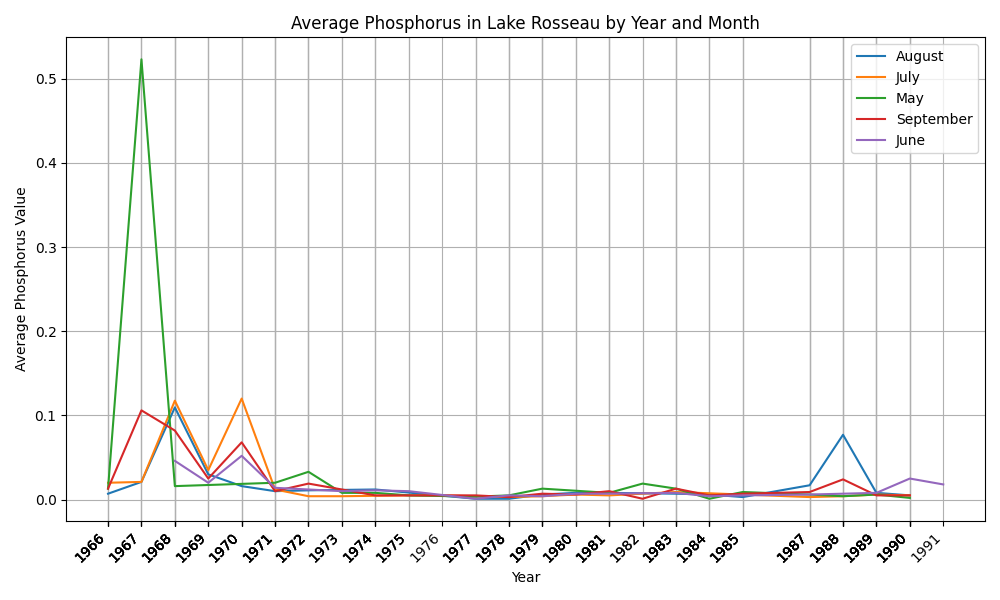 Average Phosphorus in Lake Rosseau by Year and Month
August
July
May
September
June
Average Phosphorus Value
0.5
0.4
0.3
0.2
0.1
0.0
1966 1967 1968 1969 1970 1971 1972 1973 1974 1975 1976 1977 1978 1979 1980 1981 1982 1983 1984 1985 1987 1988 1989 1990 1991
Year